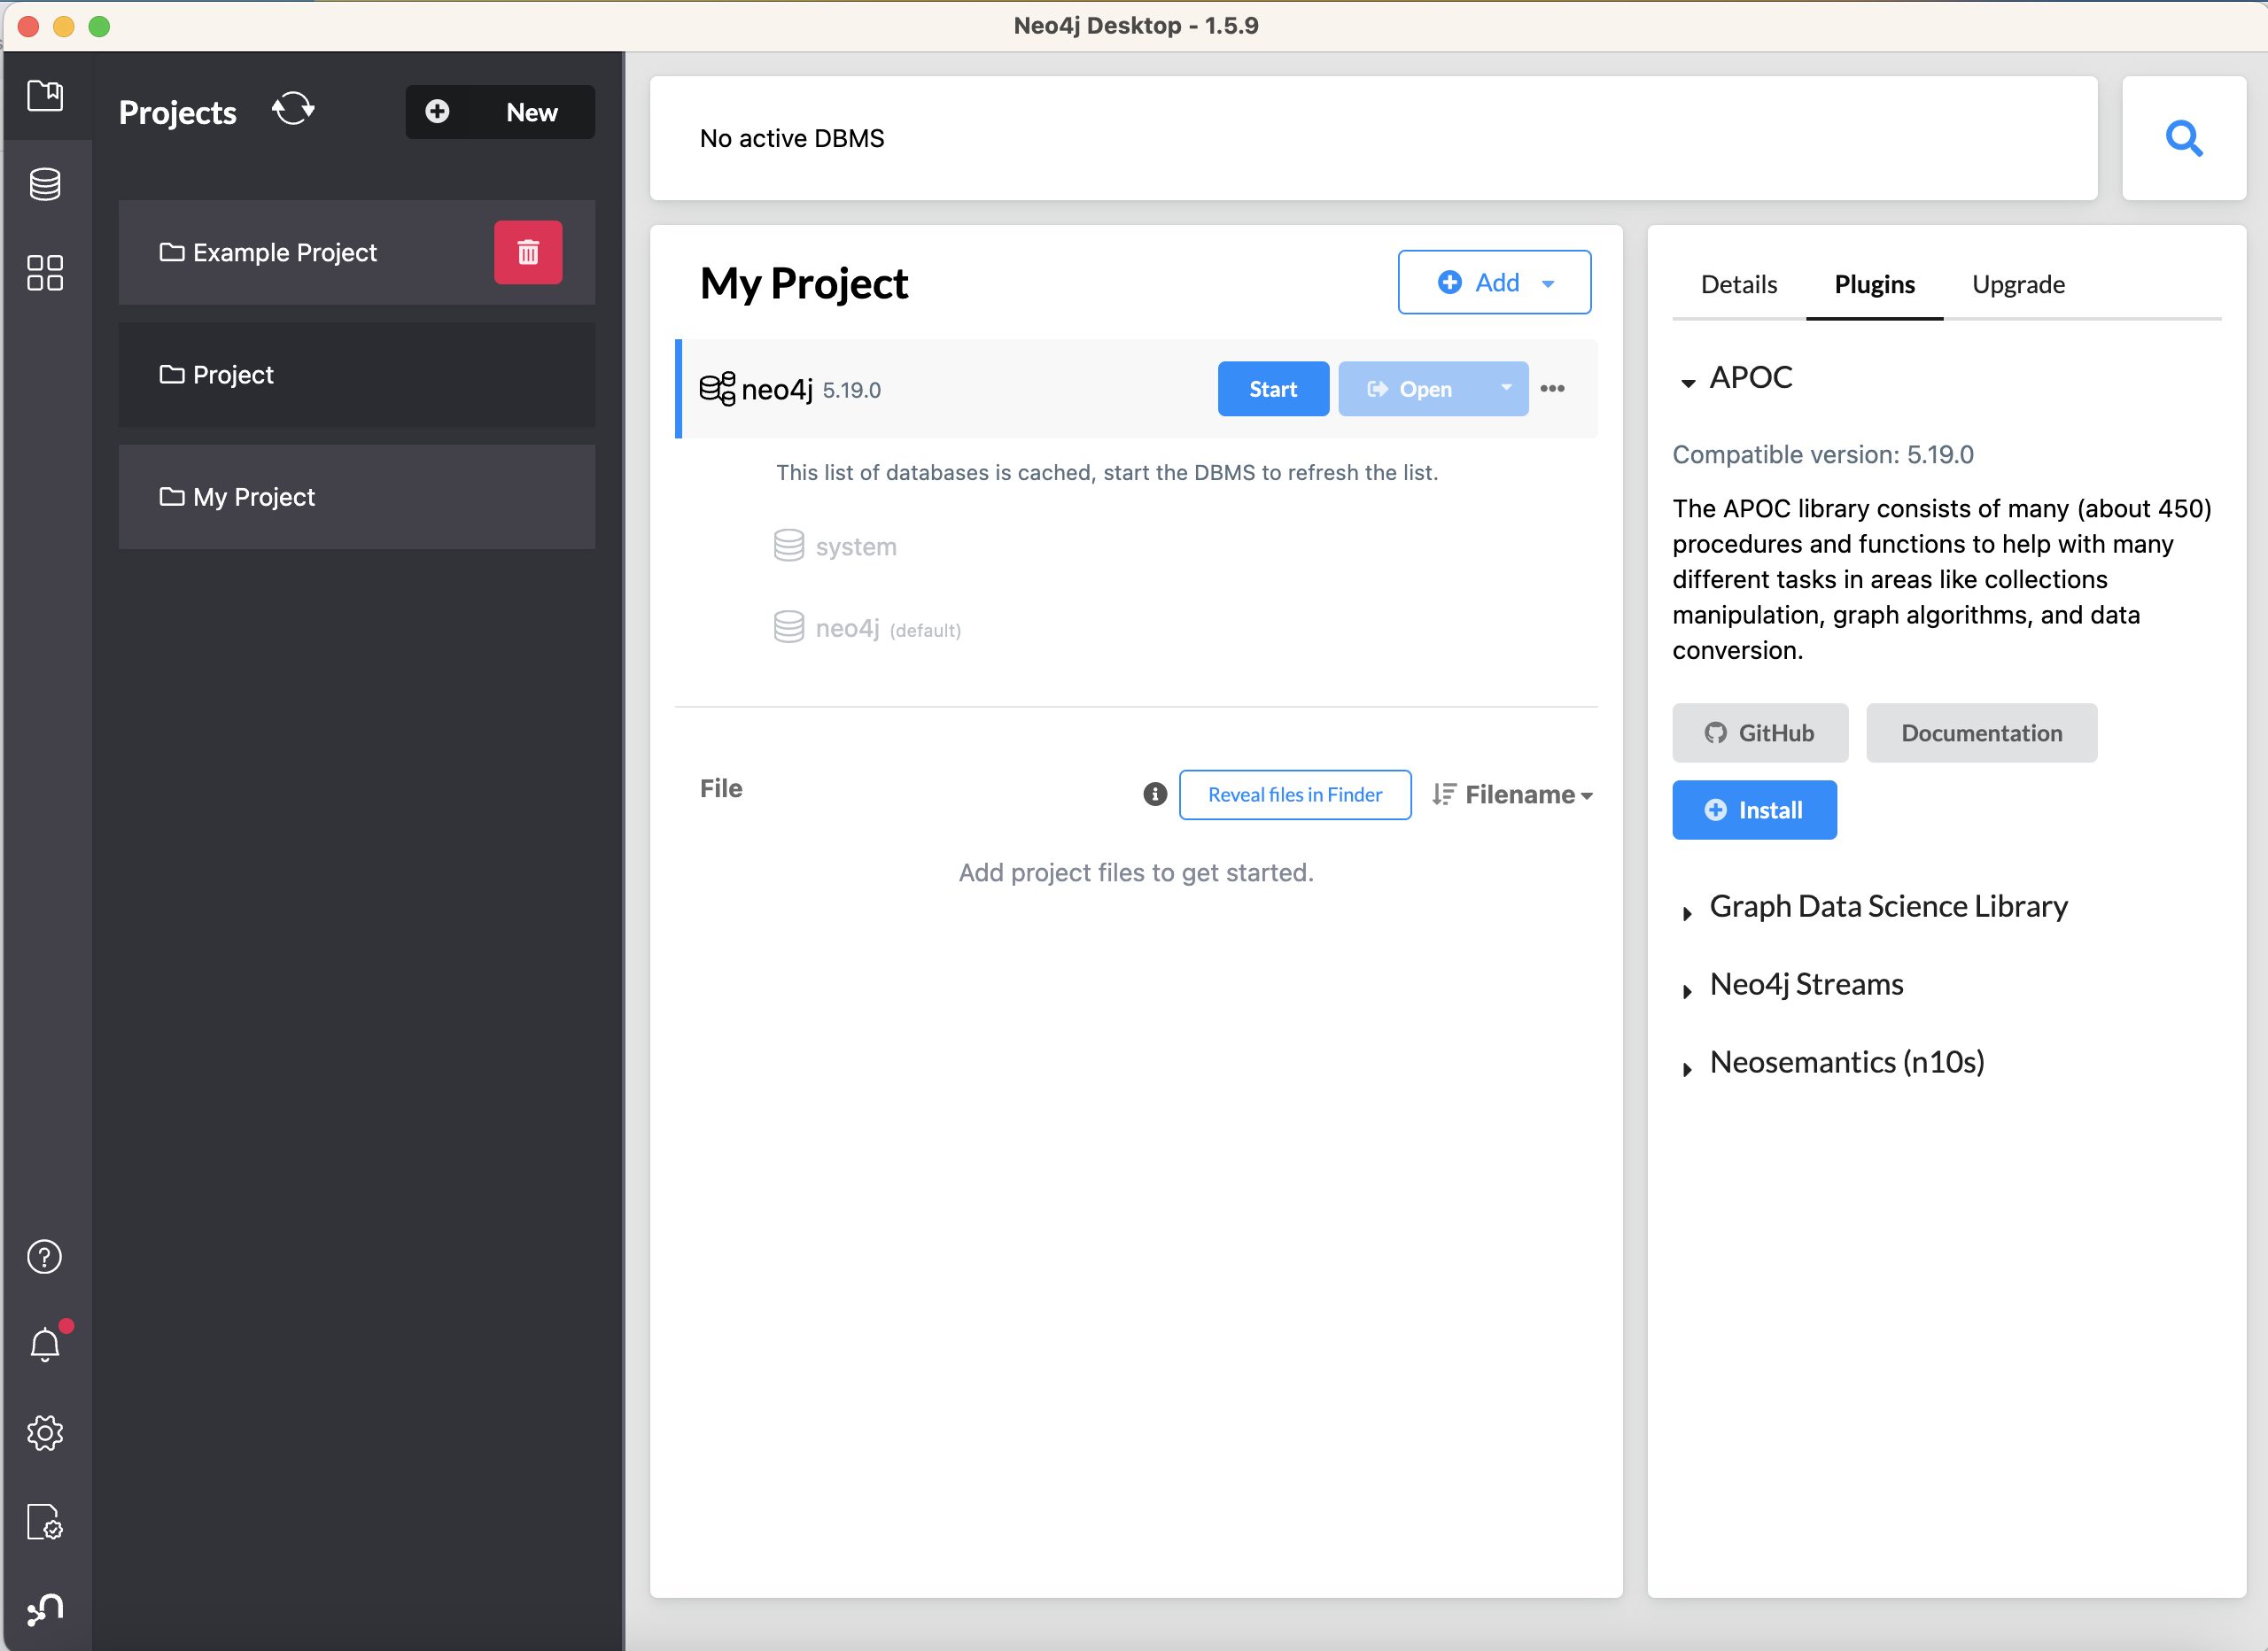 Neo4j Desktop - 1.5.9
Projects
New
Example Project
Project
My Project
No active DBMS
My Project
Add
neo4j 5.19.0
Start
Open
This list of databases is cached, start the DBMS to refresh the list.
system
neo4j (default)
File
Reveal files in Finder
Filename
Add project files to get started.
Details
Plugins
Upgrade
APOC
Compatible version: 5.19.0
The APOC library consists of many (about 450)
procedures and functions to help with many
different tasks in areas like collections
manipulation, graph algorithms, and data
conversion.
GitHub
Documentation
Install
Graph Data Science Library
Neo4j Streams
Neosemantics (n10s)